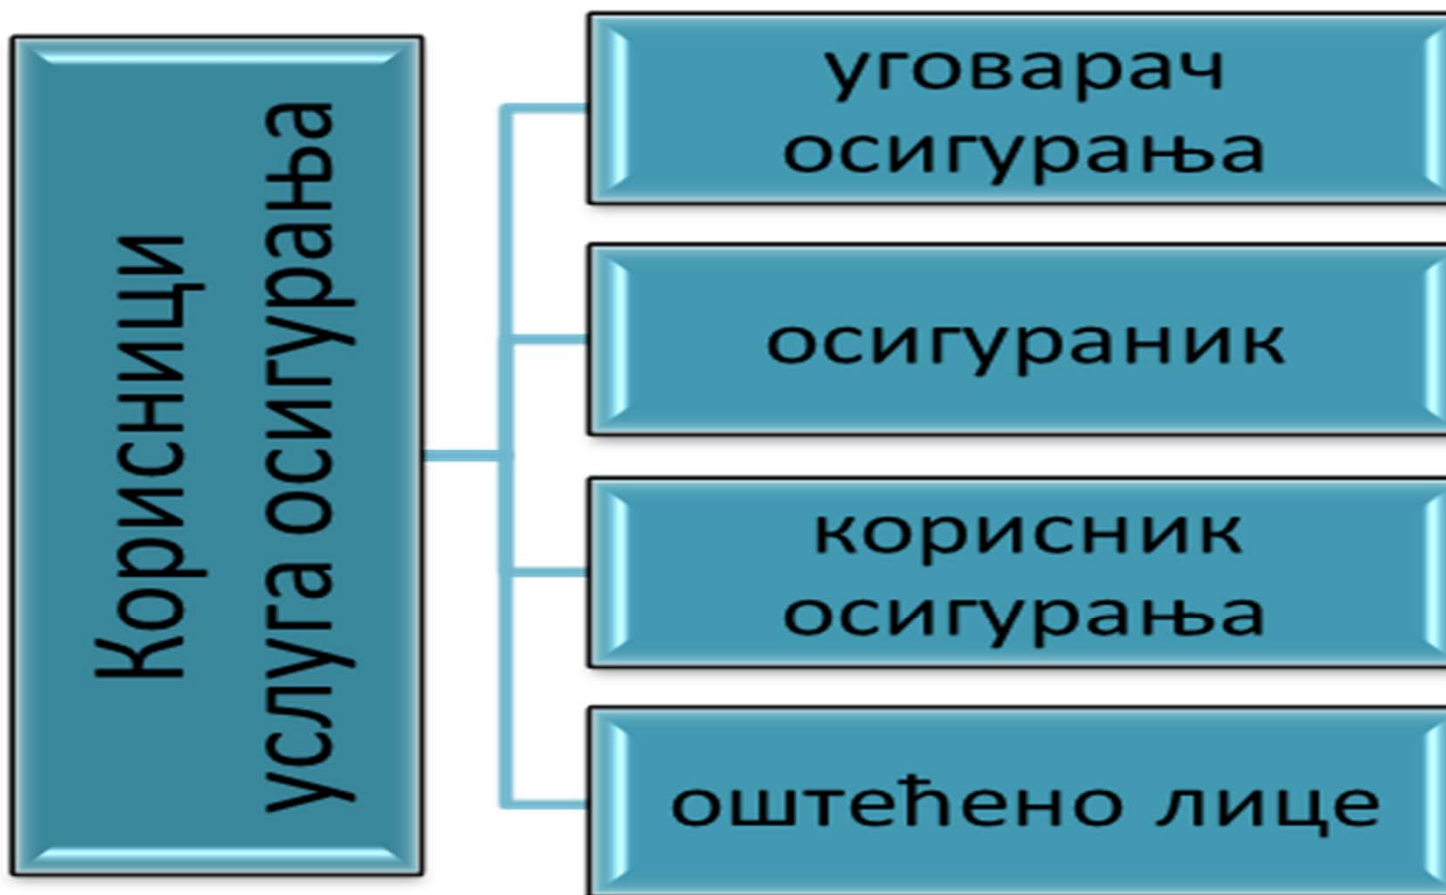 Корисници
услуга осигурања
уговарач
осигурања
осигураник
корисник
осигурања
оштећено лице